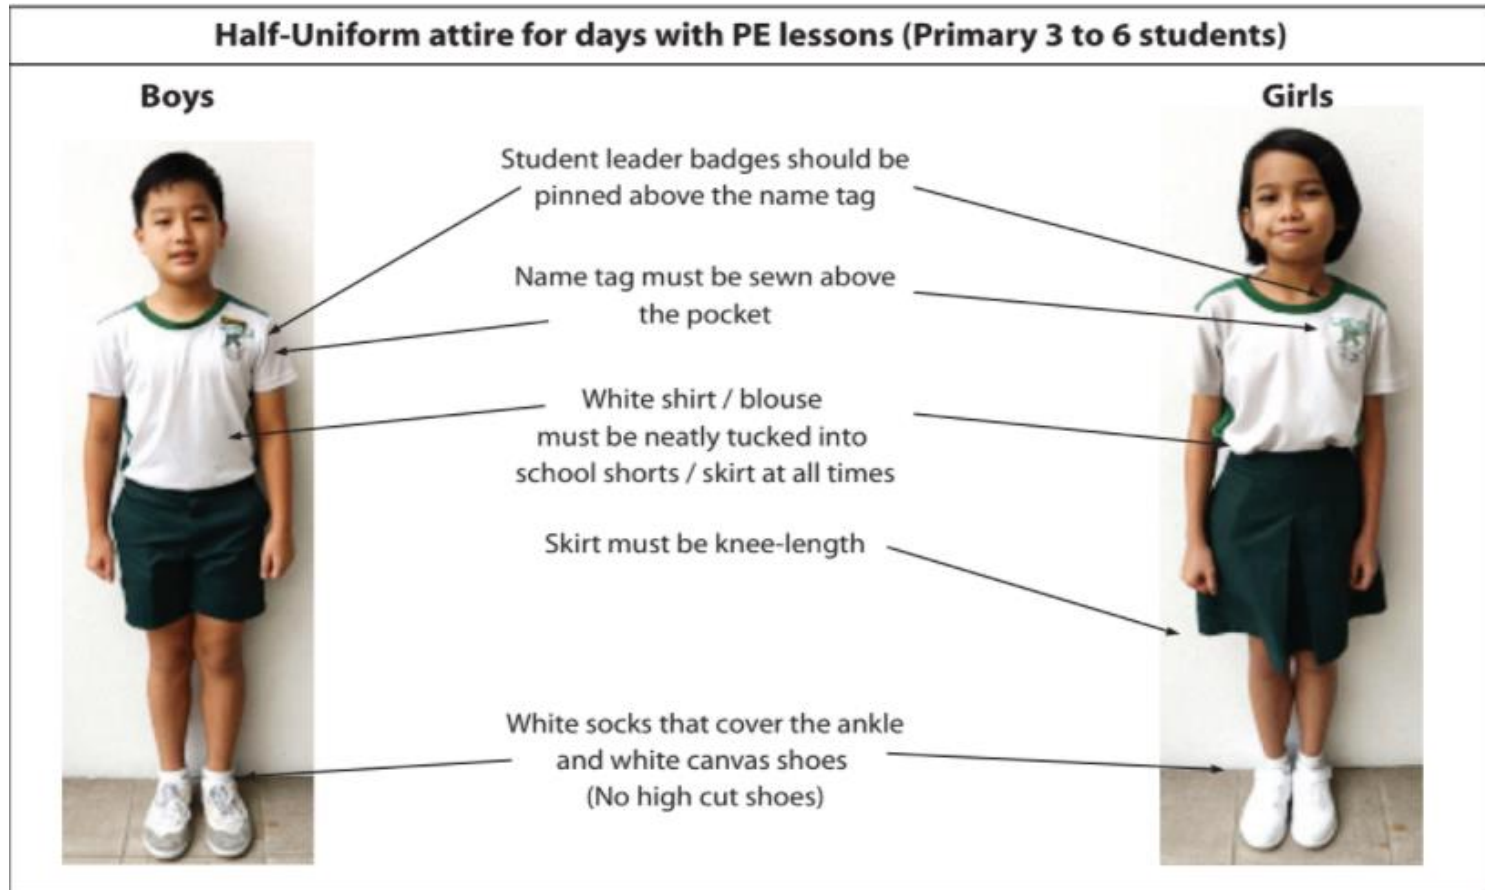 Half-Uniform attire for days with PE lessons (Primary 3 to 6 students)
Boys
Girls
Student leader badges should be
pinned above the name tag
Name tag must be sewn above
the pocket
White shirt / blouse
must be neatly tucked into
school shorts / skirt at all times
Skirt must be knee-length
White socks that cover the ankle
and white canvas shoes
(No high cut shoes)